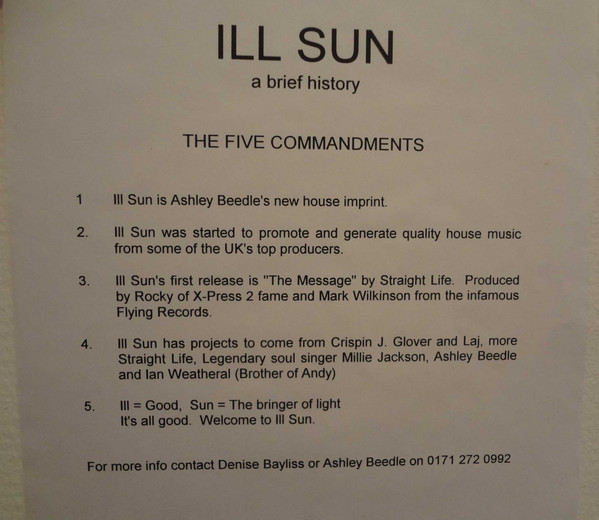 ILL SUN
a brief history
THE FIVE COMMANDMENTS
1 Ill Sun is Ashley Beedle's new house imprint.
2. Ill Sun was started to promote and generate quality house music
from some of the UK's top producers.
3. Ill Sun's first release is "The Message" by Straight Life. Produced
by Rocky of X-Press 2 fame and Mark Wilkinson from the infamous
Flying Records.
4. Ill Sun has projects to come from Crispin J. Glover and Laj, more
Straight Life, Legendary soul singer Millie Jackson, Ashley Beedle
and Ian Weatheral (Brother of Andy)
5. Ill = Good, Sun = The bringer of light
It's all good. Welcome to Ill Sun.
For more info contact Denise Bayliss or Ashley Beedle on 0171 272 0992